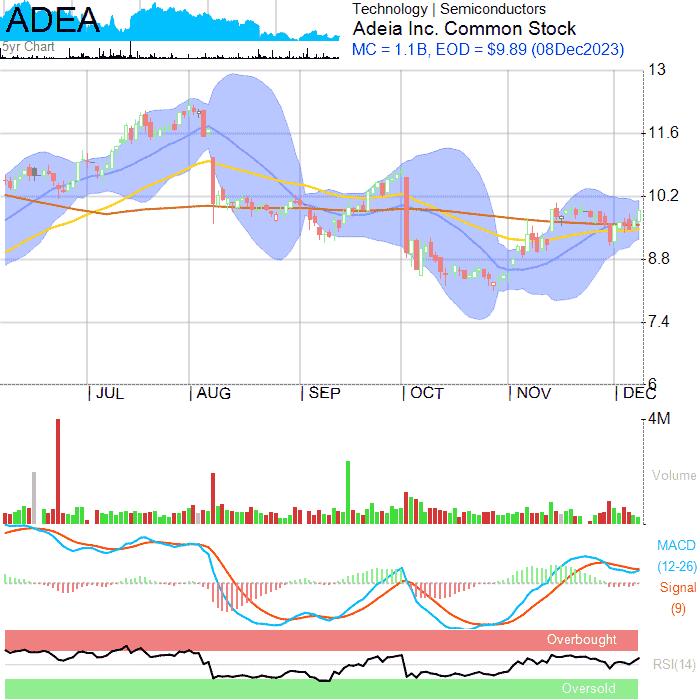 ADEA
5yr Chart
Technology | Semiconductors
Adeia Inc. Common Stock
MC = 1.1B, EOD = $9.89 (08Dec2023)
13
11.6
10.2
8.8
7.4
6
JUL
AUG
SEP
OCT
NOV
DEC
4M
Volume
MACD
(12-26)
Signal
(9)
Overbought
RSI(14)
Oversold